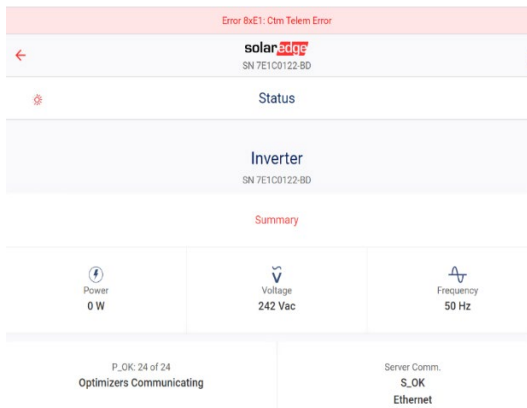 Error 8xE1: Ctm Telem Error
solaredge
SN 7E1C0122-BD
Status
Inverter
SN 7E1C0122-BD
Summary
Power
Voltage
Frequency
0 W
242 Vac
50 Hz
P_OK: 24 of 24
Optimizers Communicating
Server Comm.
S_OK
Ethernet